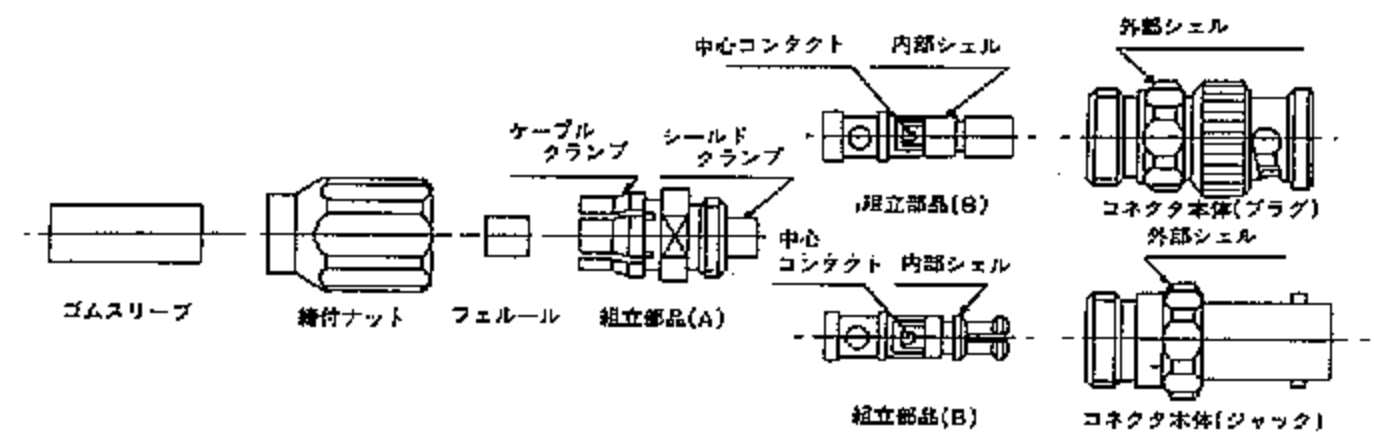 外部シェル
中心コンタクト 内部シェル
ケーブル
クランプ
シールド
クランプ
組立部品(B)
コネクタ本体(プラグ)
外部シェル
中心
コンタクト 内部シェル
ゴムスリーブ
締付ナット
フェルール
組立部品(A)
組立部品(B)
コネクタ本体(ジャック)